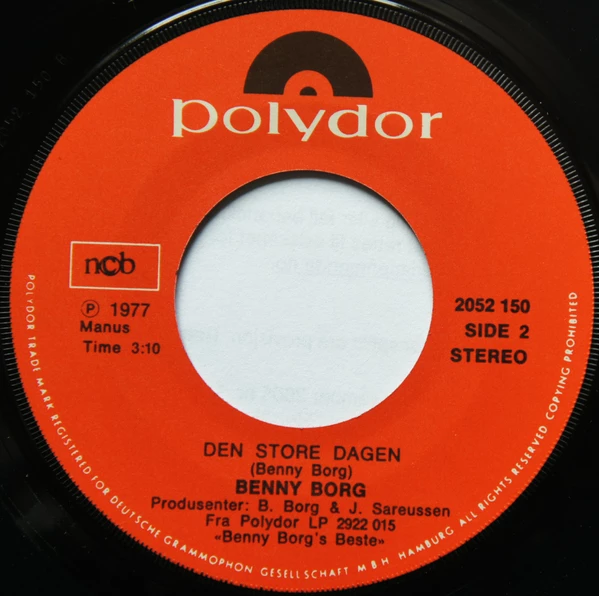 polydor
ncb
℗ 1977
Manus
Time 3:10
2052 150
SIDE 2
STEREO
DEN STORE DAGEN
(Benny Borg)
BENNY BORG
Produsenter: B. Borg & J. Sareussen
Fra Polydor LP 2922 015
«Benny Borg's Beste»
POLYDOR TRADE MARK REGISTERED FOR DEUTSCHE GRAMMOPHON GESELLSCHAFT MBH HAMBURG ALL RIGHTS RESERVED COPYING PROHIBITED